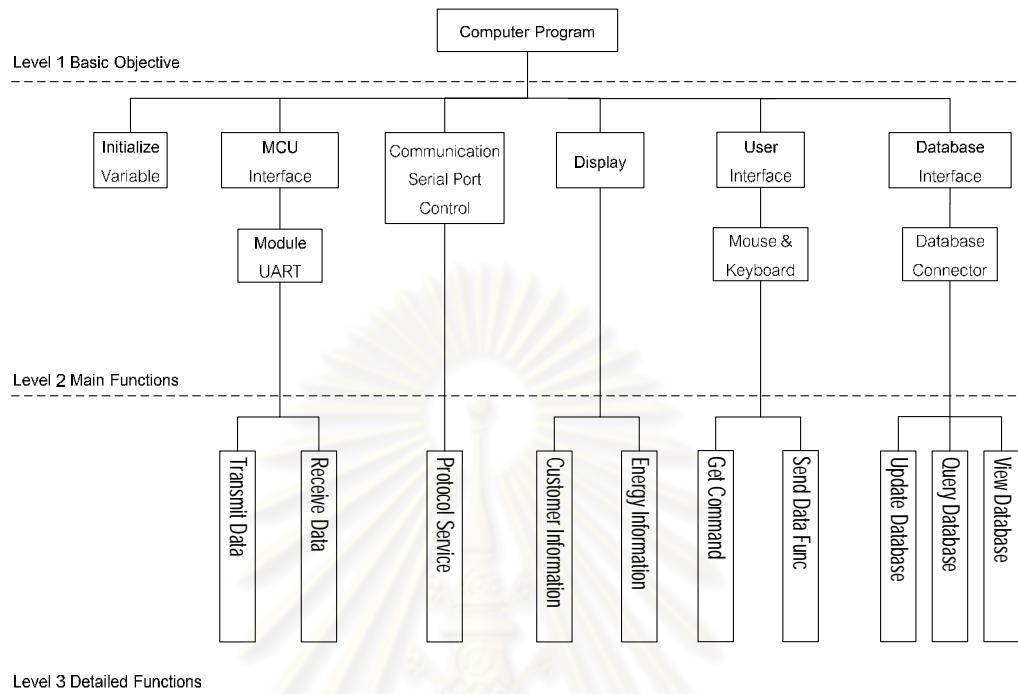 Computer Program
Level 1 Basic Objective
Initialize
Variable
MCU
Interface
Communication
Serial Port
Control
Display
User
Interface
Database
Interface
Module
UART
Mouse &
Keyboard
Database
Connector
Level 2 Main Functions
Transmit Data
Receive Data
Protocol Service
Customer Information
Energy Information
Get Command
Send Data Func
Update Database
Query Database
View Database
Level 3 Detailed Functions